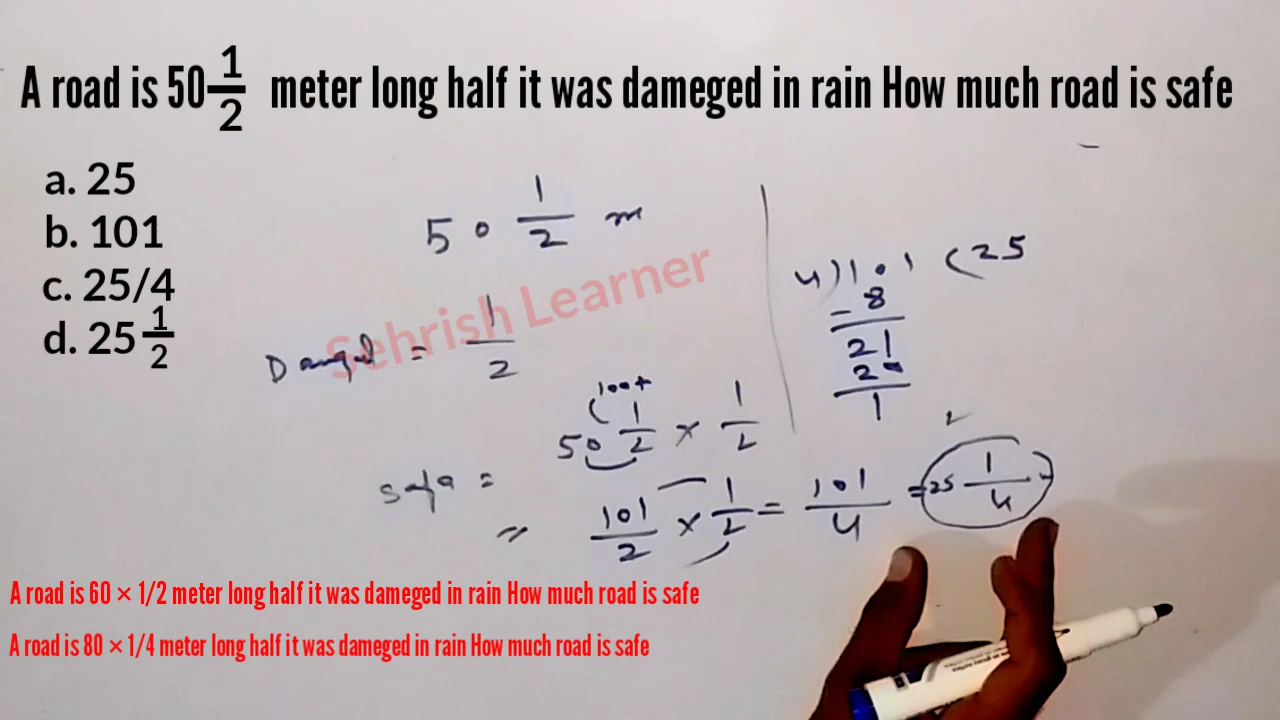 A road is 50 1/2 meter long half it was dameged in rain How much road is safe
a. 25
b. 101
c. 25/4
d. 25 1/2
50 1/2 m
= 1/2
Sehrish Learner
100+
50 1/2 × 1/2
safe =
= 101/2 × 1/2 = 101/4 = 25 1/4
4)101(25
-8
21
20
1
A road is 60 × 1/2 meter long half it was dameged in rain How much road is safe
A road is 80 × 1/4 meter long half it was dameged in rain How much road is safe